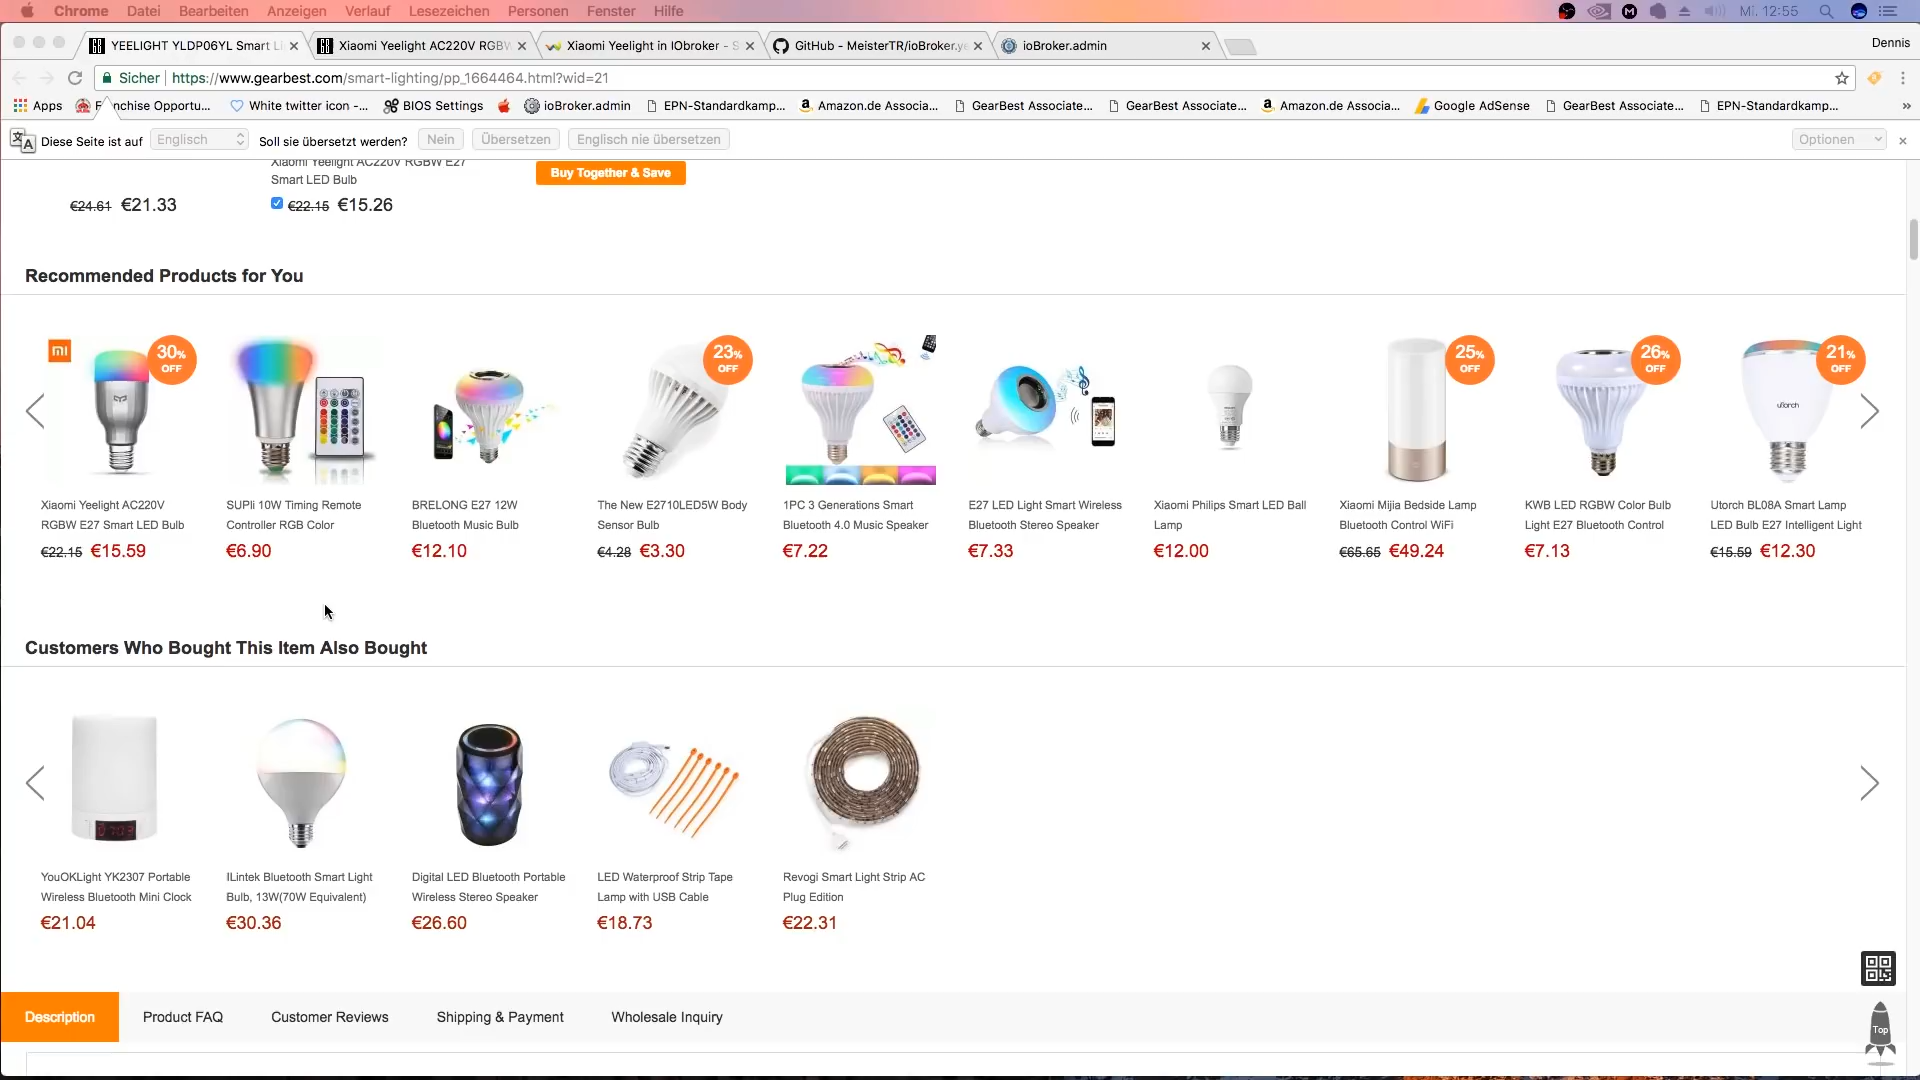 Chrome Datei Bearbeiten Anzeigen Verlauf Lesezeichen Personen Fenster Hilfe Mi. 12:55
YEELIGHT YLDP06YL Smart Li Xiaomi Yeelight AC220V RGBW Xiaomi Yeelight in IObroker - S GitHub - MeisterTR/ioBroker.ye ioBroker.admin Dennis
Sicher https://www.gearbest.com/smart-lighting/pp_1664464.html?wid=21
Apps nchise Opportu... White twitter icon -... BIOS Settings ioBroker.admin EPN-Standardkamp... Amazon.de Associa... GearBest Associate... GearBest Associate... Amazon.de Associa... Google AdSense GearBest Associate... EPN-Standardkamp... »
Diese Seite ist auf Englisch Soll sie übersetzt werden? Nein Übersetzen Englisch nie übersetzen Optionen
Xiaomi Yeelight AC220V RGBW E27
Smart LED Bulb
Buy Together & Save
€24.61 €21.33 €22.15 €15.26
Recommended Products for You
30% OFF
23% OFF
25% OFF
26% OFF
21% OFF
utorch
Xiaomi Yeelight AC220V
RGBW E27 Smart LED Bulb
€22.15 €15.59
SUPli 10W Timing Remote
Controller RGB Color
€6.90
BRELONG E27 12W
Bluetooth Music Bulb
€12.10
The New E2710LED5W Body
Sensor Bulb
€4.28 €3.30
1PC 3 Generations Smart
Bluetooth 4.0 Music Speaker
€7.22
E27 LED Light Smart Wireless
Bluetooth Stereo Speaker
€7.33
Xiaomi Philips Smart LED Ball
Lamp
€12.00
Xiaomi Mijia Bedside Lamp
Bluetooth Control WiFi
€65.65 €49.24
KWB LED RGBW Color Bulb
Light E27 Bluetooth Control
€7.13
Utorch BL08A Smart Lamp
LED Bulb E27 Intelligent Light
€15.59 €12.30
Customers Who Bought This Item Also Bought
YouOKLight YK2307 Portable
Wireless Bluetooth Mini Clock
€21.04
ILintek Bluetooth Smart Light
Bulb, 13W(70W Equivalent)
€30.36
Digital LED Bluetooth Portable
Wireless Stereo Speaker
€26.60
LED Waterproof Strip Tape
Lamp with USB Cable
€18.73
Revogi Smart Light Strip AC
Plug Edition
€22.31
Description Product FAQ Customer Reviews Shipping & Payment Wholesale Inquiry
Top